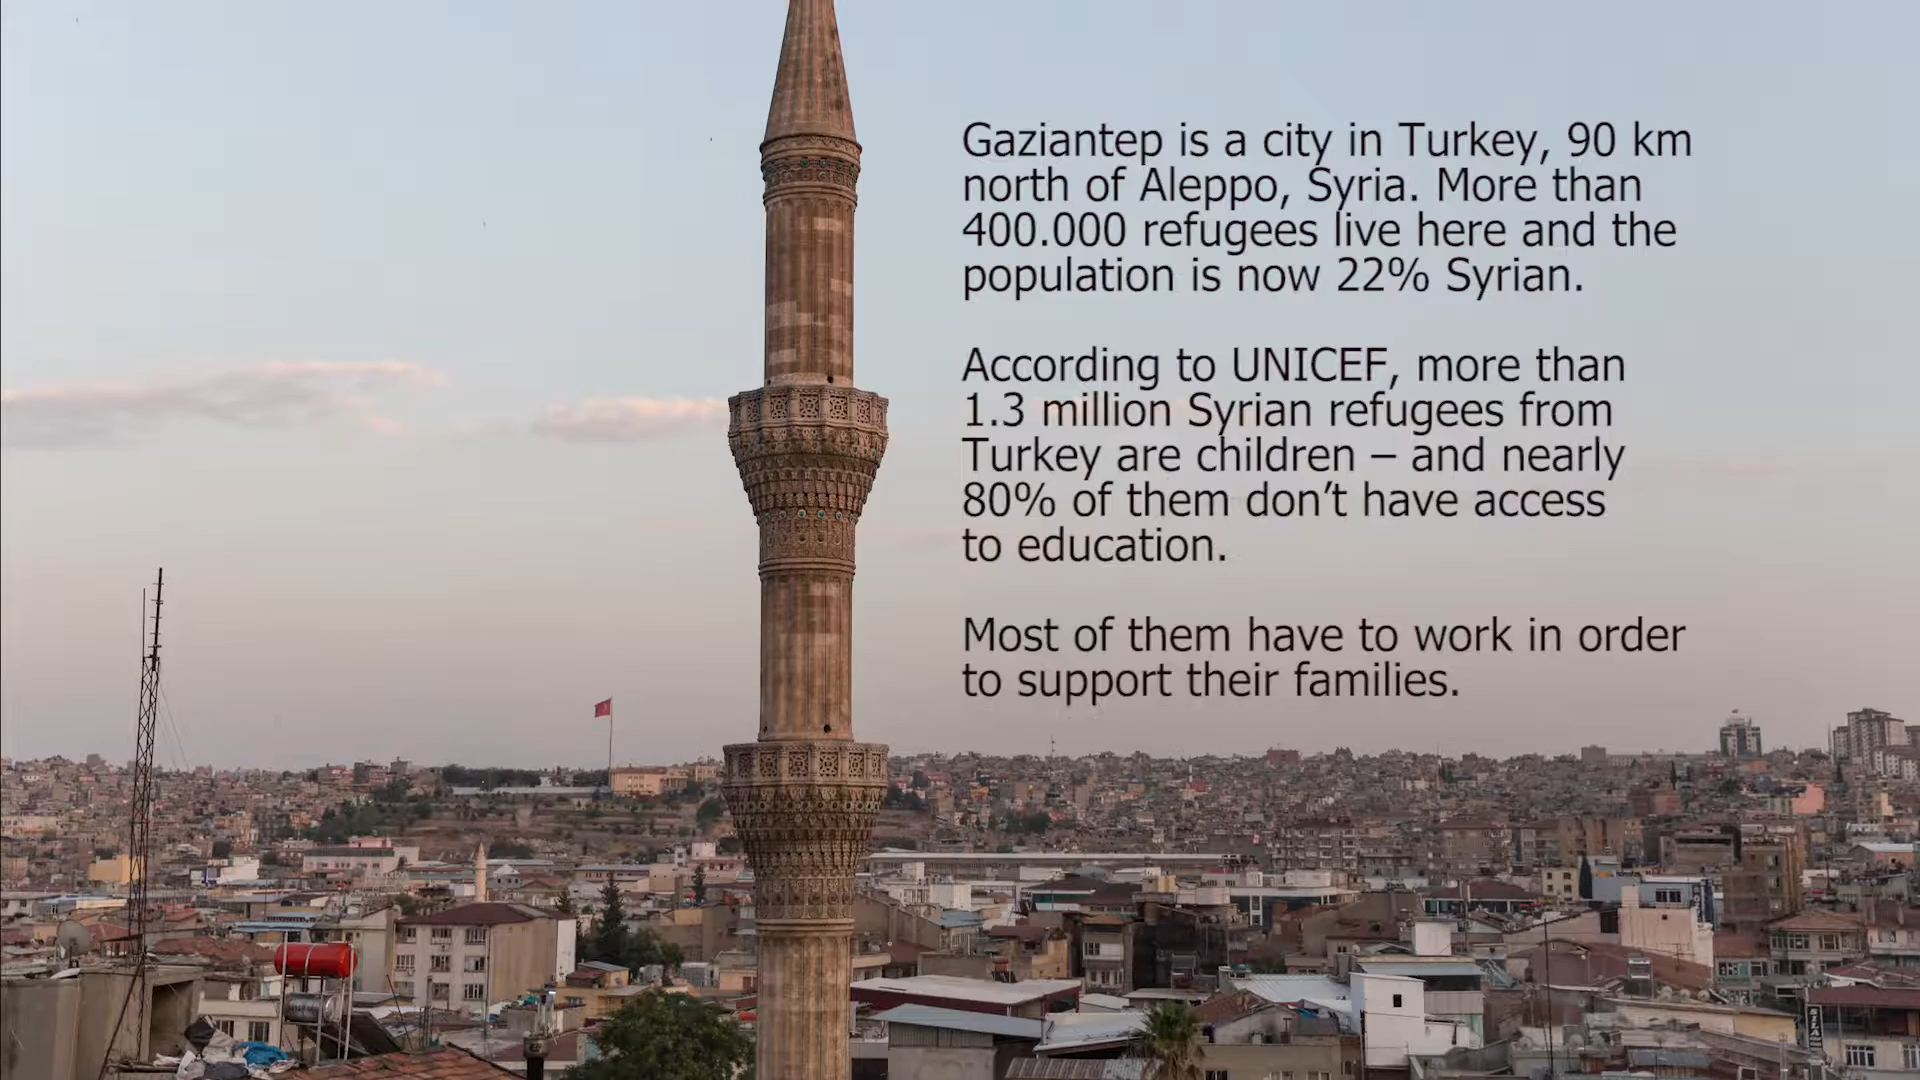 Gaziantep is a city in Turkey, 90 km
north of Aleppo, Syria. More than
400.000 refugees live here and the
population is now 22% Syrian.
According to UNICEF, more than
1.3 million Syrian refugees from
Turkey are children – and nearly
80% of them don’t have access
to education.
Most of them have to work in order
to support their families.